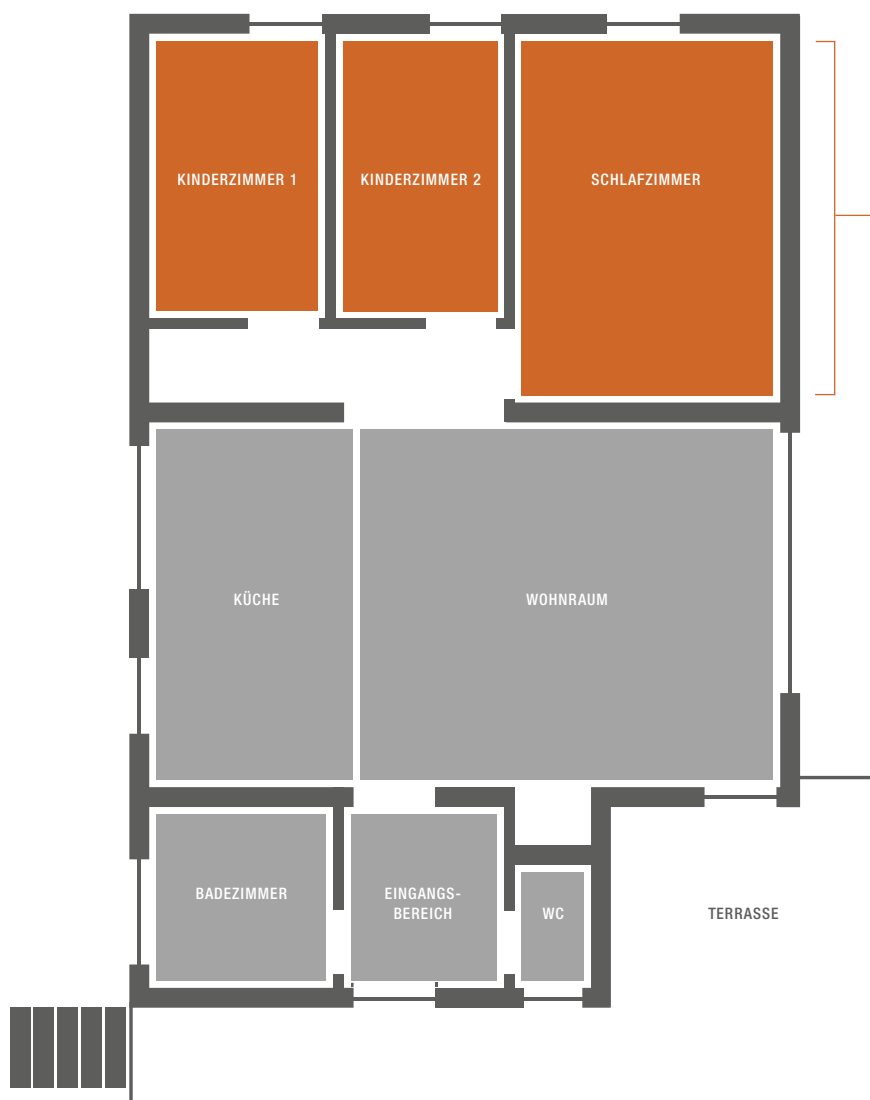 KINDERZIMMER 1
KINDERZIMMER 2
SCHLAFZIMMER
KÜCHE
WOHNRAUM
BADEZIMMER
EINGANGS-
BEREICH
WC
TERRASSE